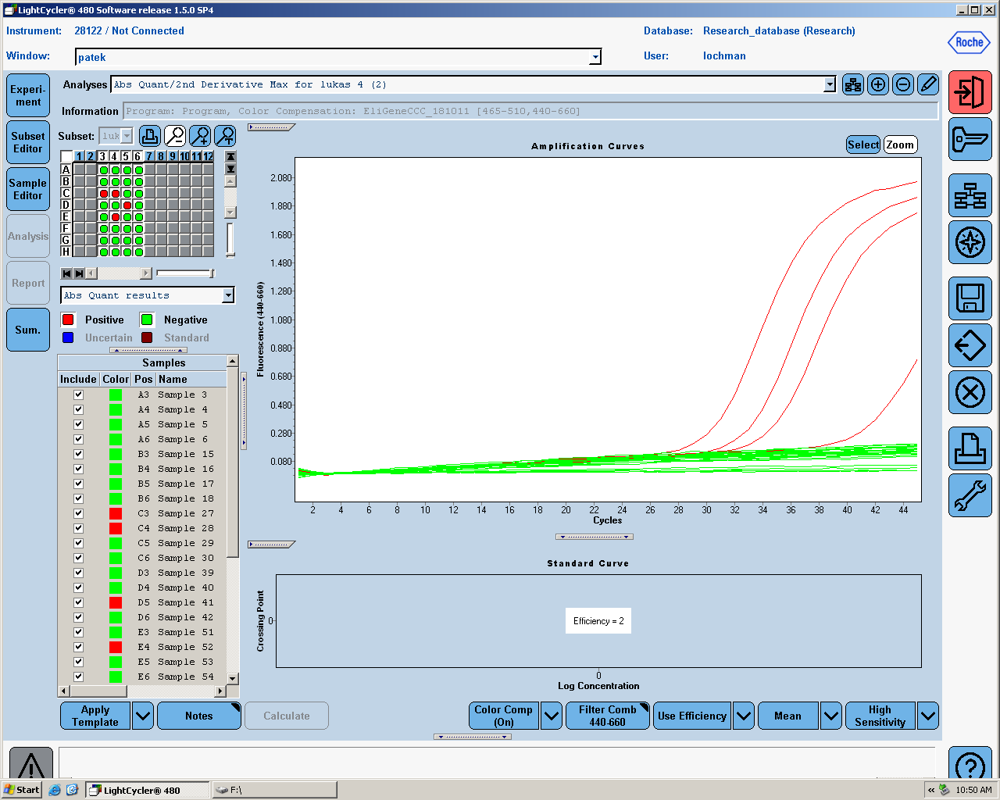 LightCycler® 480 Software release 1.5.0 SP4
Instrument: 28122 / Not Connected
Database: Research_database (Research)
Window: patek
User: lochman
Roche
Analyses Abs Quant/2nd Derivative Max for lukas 4 (2)
Information Program: Program, Color Compensation: EliGeneCCC_181011 [465-510,440-660]
Experi-
ment
Subset
Editor
Sample
Editor
Analysis
Report
Sum.
Subset: luk
1 2 3 4 5 6 7 8 9 10 11 12
A
B
C
D
E
F
G
H
Abs Quant results
Positive Negative
Uncertain Standard
Samples
Include Color Pos Name
A3 Sample 3
A4 Sample 4
A5 Sample 5
A6 Sample 6
B3 Sample 15
B4 Sample 16
B5 Sample 17
B6 Sample 18
C3 Sample 27
C4 Sample 28
C5 Sample 29
C6 Sample 30
D3 Sample 39
D4 Sample 40
D5 Sample 41
D6 Sample 42
E3 Sample 51
E4 Sample 52
E5 Sample 53
E6 Sample 54
Amplification Curves
Select Zoom
Fluorescence (440-660)
2.080
1.880
1.680
1.480
1.280
1.080
0.880
0.680
0.480
0.280
0.080
2 4 6 8 10 12 14 16 18 20 22 24 26 28 30 32 34 36 38 40 42 44
Cycles
Standard Curve
Crossing Point
0
Efficiency = 2
0
Log Concentration
Apply
Template
Notes
Calculate
Color Comp
(On)
Filter Comb
440-660
Use Efficiency
Mean
High
Sensitivity
Start LightCycler® 480 F:\ 10:50 AM